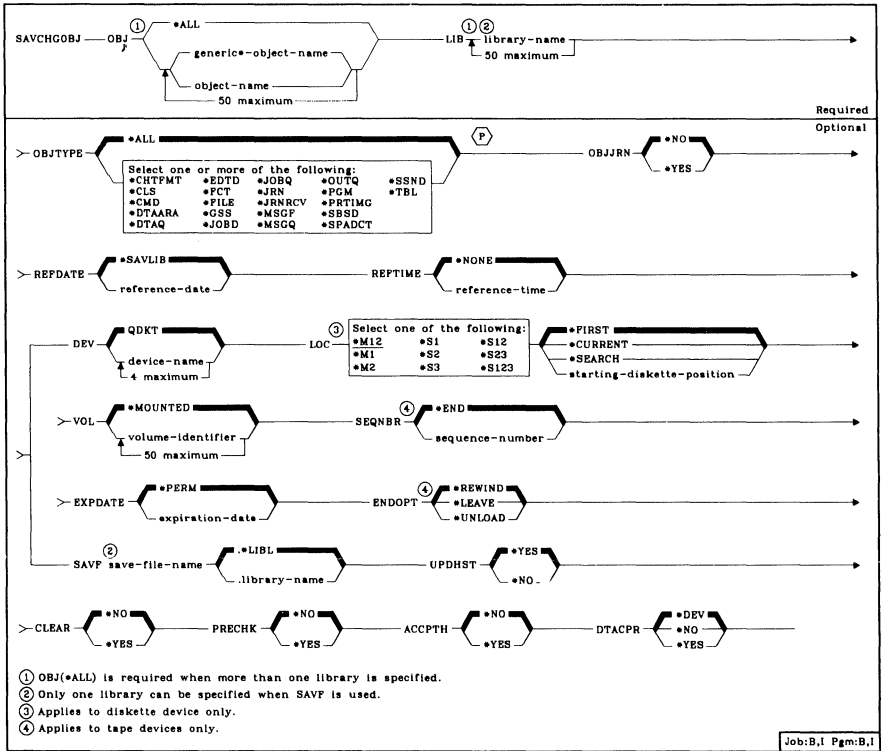 SAVCHGOBJ OBJ ① *ALL LIB ① ② library-name
generic*-object-name 50 maximum
object-name
50 maximum
Required
Optional
OBJTYPE *ALL P OBJJRN *NO
*YES
Select one or more of the following:
*CHTFMT *EDTD *JOBQ *OUTQ *SSND
*CLS *FCT *JRN *PGM *TBL
*CMD *FILE *JRNRCV *PRTIMG
*DTAARA *GSS *MSGF *SBSD
*DTAQ *JOBD *MSGQ *SPADCT
REFDATE *SAVLIB REFTIME *NONE
reference-date reference-time
DEV QDKT LOC ③ Select one of the following: *FIRST
device-name *M12 *S1 *S12 *CURRENT
4 maximum *M1 *S2 *S23 *SEARCH
*M2 *S3 *S123 starting-diskette-position
VOL *MOUNTED SEQNBR ④ *END
volume-identifier sequence-number
50 maximum
EXPDATE *PERM ENDOPT ④ *REWIND
expiration-date *LEAVE
*UNLOAD
SAVF ② save-file-name .*LIBL UPDHST *YES
.library-name *NO
CLEAR *NO PRECHK *NO ACCPTH *NO DTACPR *DEV
*YES *YES *YES *NO
*YES
① OBJ(*ALL) is required when more than one library is specified.
② Only one library can be specified when SAVF is used.
③ Applies to diskette device only.
④ Applies to tape devices only.
Job:B,I Pgm:B,I